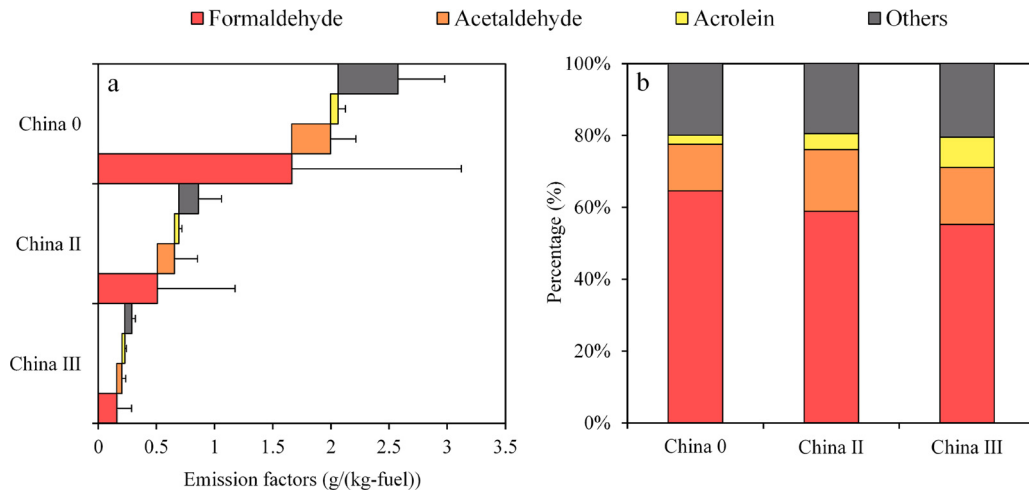 Formaldehyde Acetaldehyde Acrolein Others
a
China 0
China II
China III
0 0.5 1 1.5 2 2.5 3 3.5
Emission factors (g/(kg-fuel))
b
100%
80%
60%
40%
20%
0%
Percentage (%)
China 0 China II China III